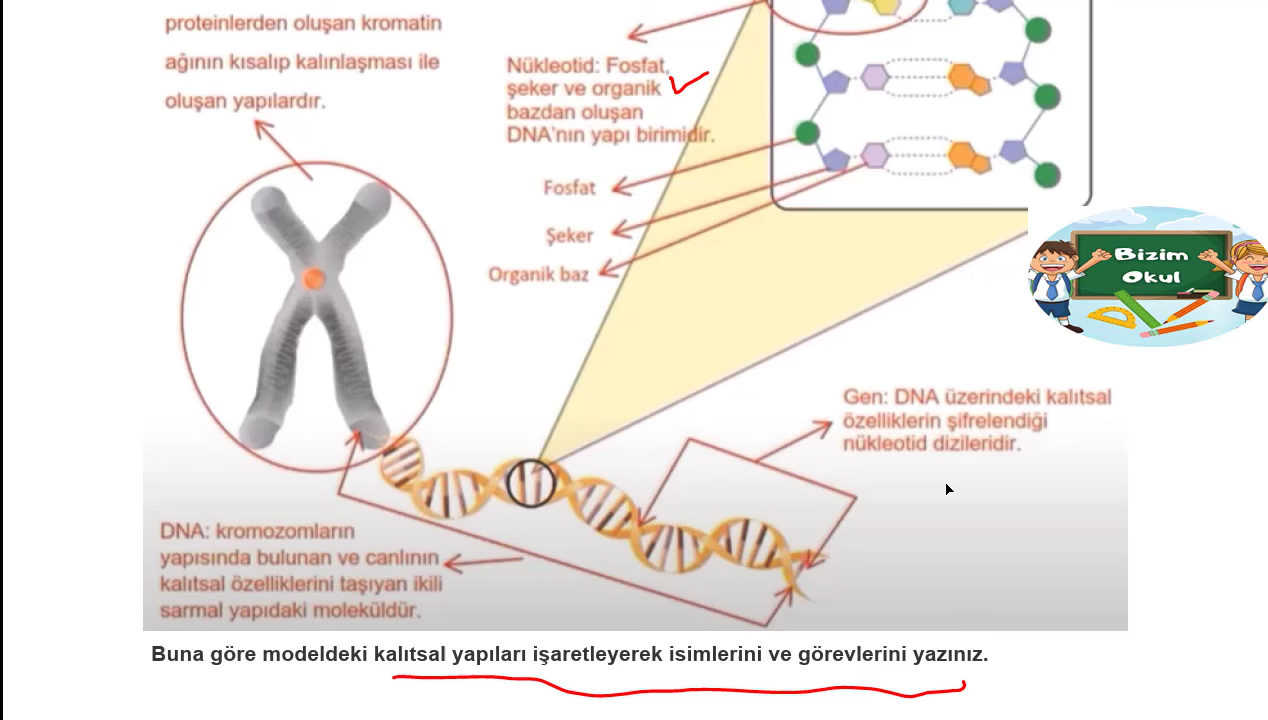 proteinlerden oluşan kromatin
ağının kısalıp kalınlaşması ile
oluşan yapılardır.
Nükleotid: Fosfat,
şeker ve organik
bazdan oluşan
DNA'nın yapı birimidir.
Fosfat
Şeker
Organik baz
Bizim
Okul
Gen: DNA üzerindeki kalıtsal
özelliklerin şifrelendiği
nükleotid dizileridir.
DNA: kromozomların
yapısında bulunan ve canlının
kalıtsal özelliklerini taşıyan ikili
sarmal yapıdaki moleküldür.
Buna göre modeldeki kalıtsal yapıları işaretleyerek isimlerini ve görevlerini yazınız.